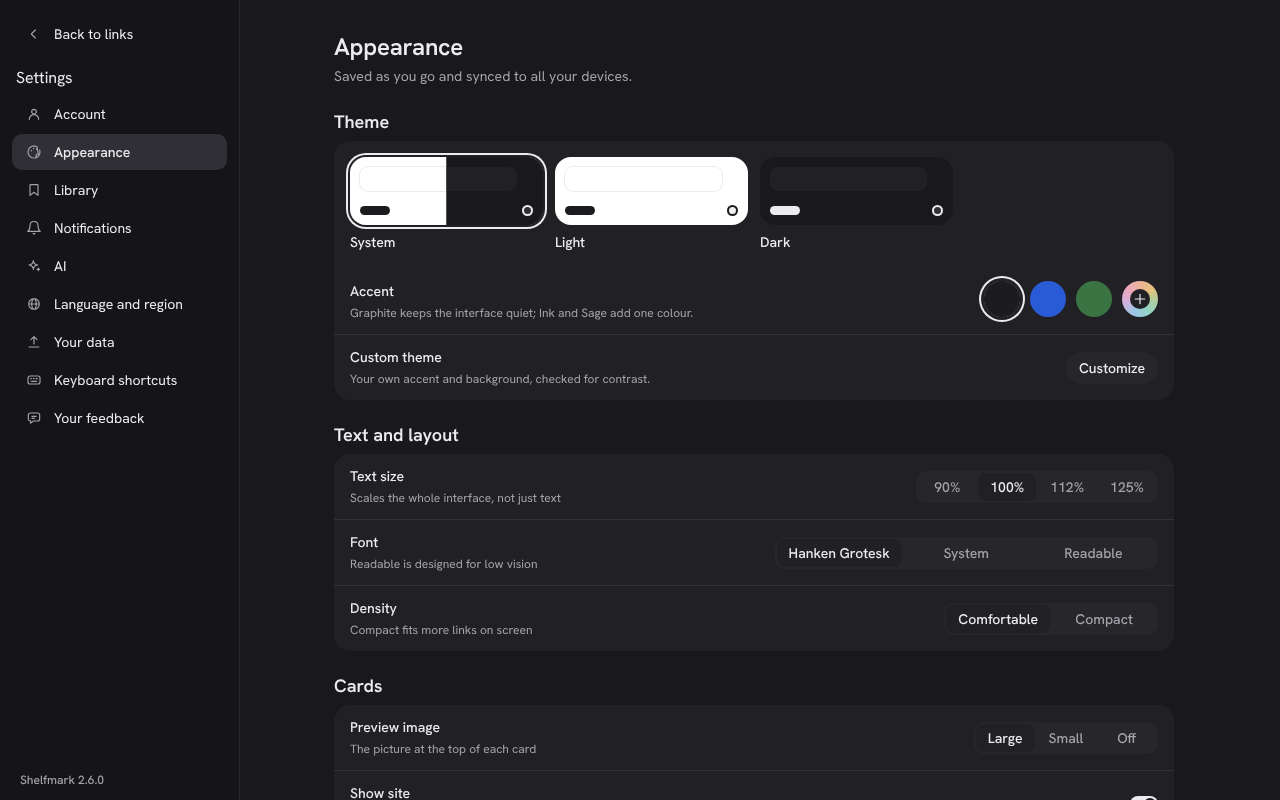 Back to links
Settings
Account
Appearance
Library
Notifications
AI
Language and region
Your data
Keyboard shortcuts
Your feedback
Shelfmark 2.6.0
Appearance
Saved as you go and synced to all your devices.
Theme
System
Light
Dark
Accent
Graphite keeps the interface quiet; Ink and Sage add one colour.
Custom theme
Your own accent and background, checked for contrast.
Customize
Text and layout
Text size
Scales the whole interface, not just text
90%
100%
112%
125%
Font
Readable is designed for low vision
Hanken Grotesk
System
Readable
Density
Compact fits more links on screen
Comfortable
Compact
Cards
Preview image
The picture at the top of each card
Large
Small
Off
Show site